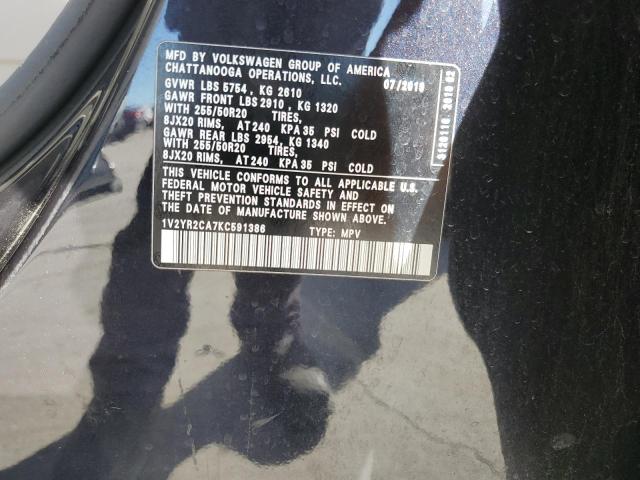 MFD BY VOLKSWAGEN GROUP OF AMERICA
CHATTANOOGA OPERATIONS, LLC. 07/2018
GVWR LBS 5754 , KG 2610
GAWR FRONT LBS 2910 , KG 1320
WITH 255/50R20 TIRES,
8JX20 RIMS, AT 240 KPA 35 PSI COLD
GAWR REAR LBS 2954, KG 1340
WITH 255/50R20 TIRES,
8JX20 RIMS, AT 240 KPA 35 PSI COLD
THIS VEHICLE CONFORMS TO ALL APPLICABLE U.S.
FEDERAL MOTOR VEHICLE SAFETY AND
THEFT PREVENTION STANDARDS IN EFFECT ON
DATE OF MANUFACTURE SHOWN ABOVE.
1V2YR2CA7KC591386 TYPE: MPV